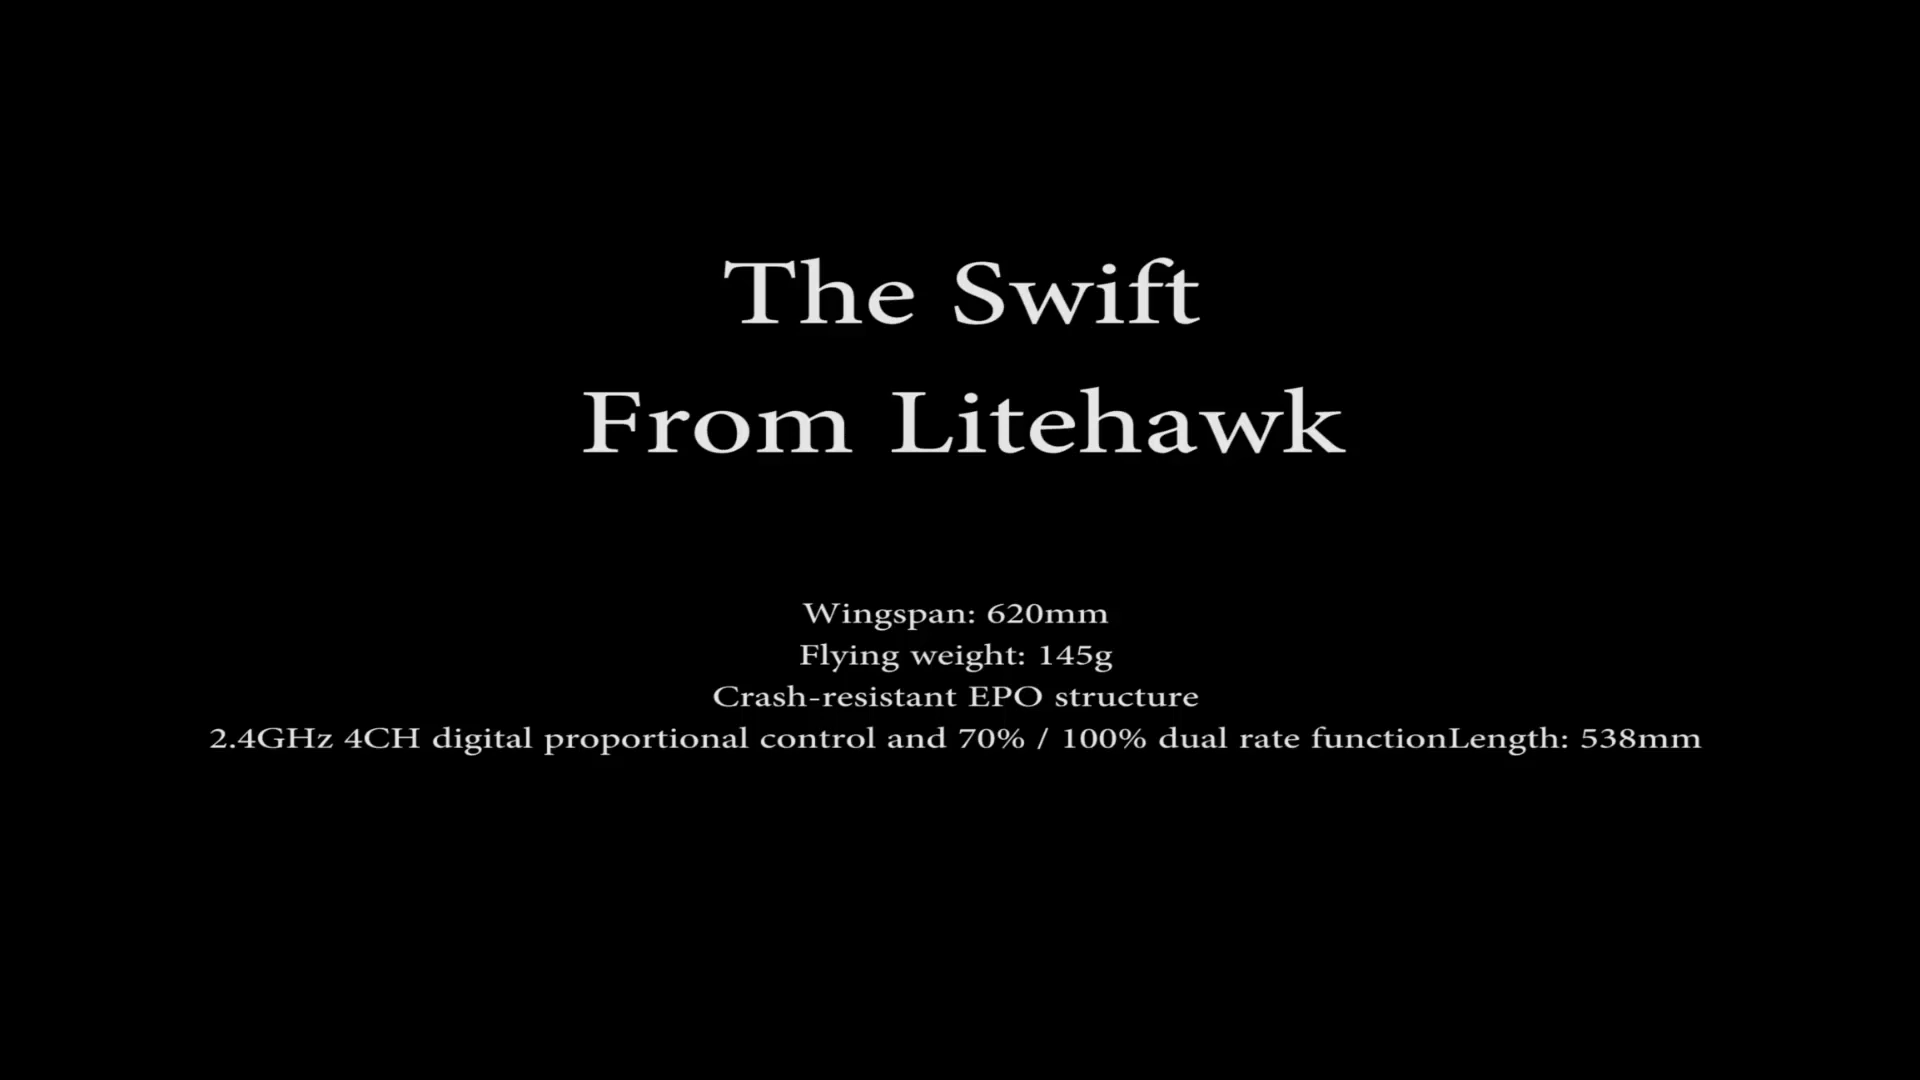 The Swift
From Litehawk
Wingspan: 620mm
Flying weight: 145g
Crash-resistant EPO structure
2.4GHz 4CH digital proportional control and 70% / 100% dual rate functionLength: 538mm